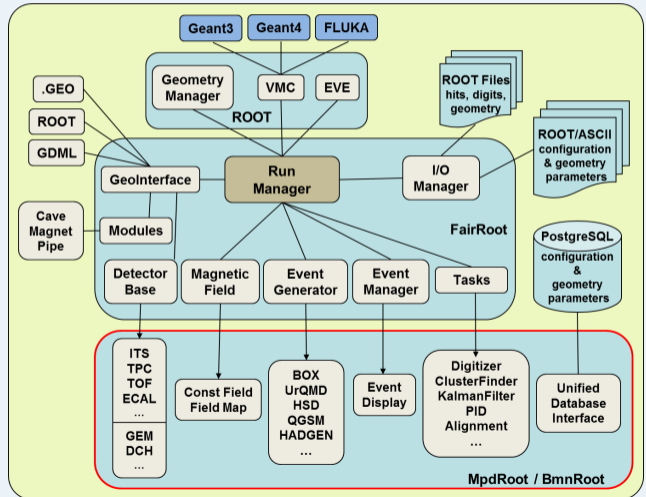 Geant3
Geant4
FLUKA
Geometry
Manager
VMC
EVE
ROOT
ROOT Files
hits, digits,
geometry
.GEO
ROOT
GDML
ROOT/ASCII
configuration
& geometry
parameters
GeoInterface
Run
Manager
I/O
Manager
Cave
Magnet
Pipe
Modules
FairRoot
PostgreSQL
configuration
&
geometry
parameters
Detector
Base
Magnetic
Field
Event
Generator
Event
Manager
Tasks
ITS
TPC
TOF
ECAL
...
GEM
DCH
...
Const Field
Field Map
BOX
UrQMD
HSD
QGSM
HADGEN
...
Event
Display
Digitizer
ClusterFinder
KalmanFilter
PID
Alignment
...
Unified
Database
Interface
MpdRoot / BmnRoot